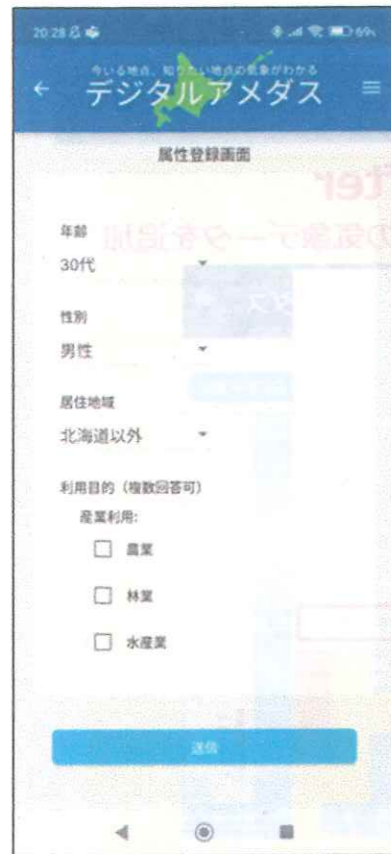 20:28
69%
今いる地点、知りたい地点の気象がわかる
デジタルアメダス
属性登録画面
年齢
30代
性別
男性
居住地域
北海道以外
利用目的（複数回答可）
産業利用:
農業
林業
水産業
送信